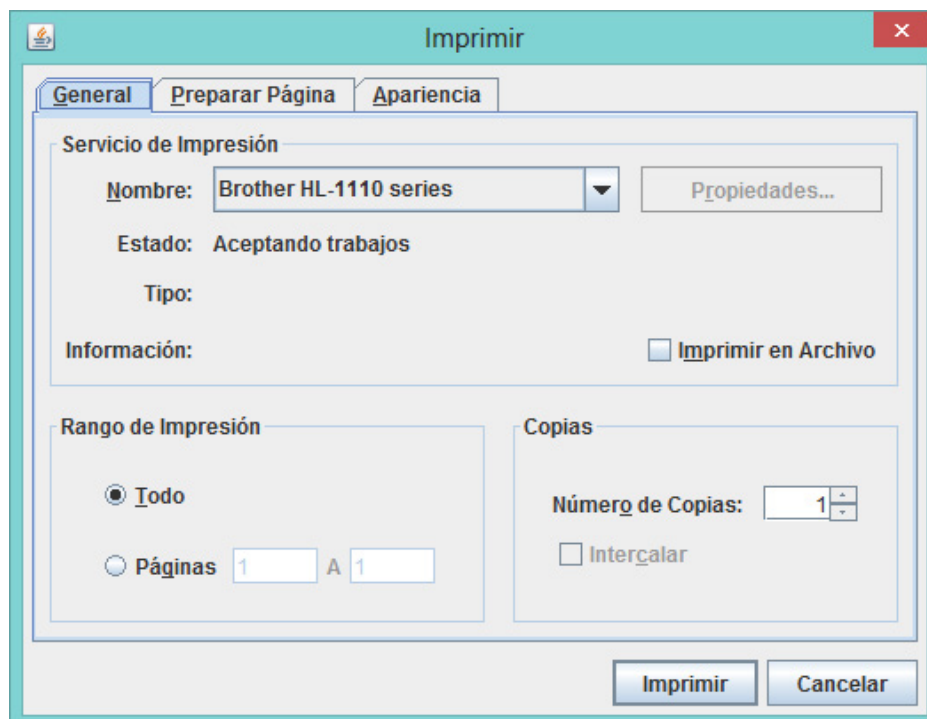 Imprimir
General Preparar Página Apariencia
Servicio de Impresión
Nombre: Brother HL-1110 series Propiedades...
Estado: Aceptando trabajos
Tipo:
Información: Imprimir en Archivo
Rango de Impresión Copias
Todo Número de Copias: 1
Intercalar
Páginas 1 A 1
Imprimir Cancelar